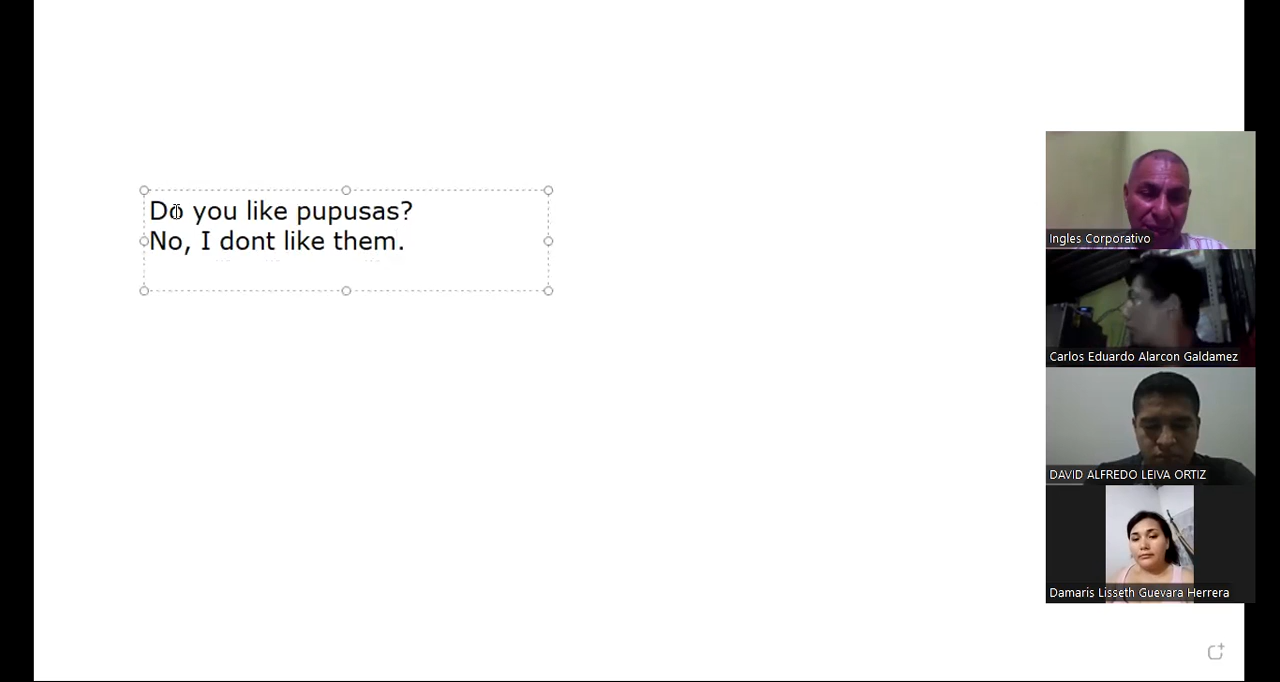 Do you like pupusas?
No, I dont like them.
Ingles Corporativo
Carlos Eduardo Alarcon Galdamez
DAVID ALFREDO LEIVA ORTIZ
Damaris Lisseth Guevara Herrera